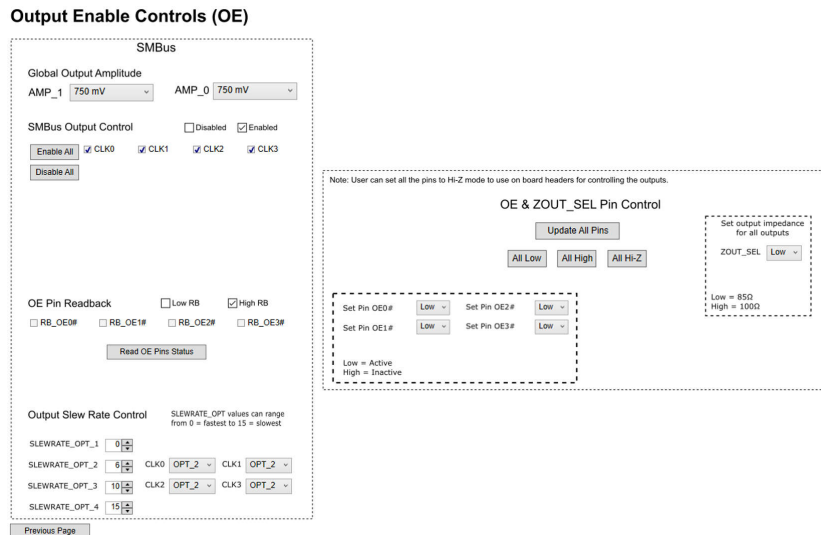 Output Enable Controls (OE)
SMBus
Global Output Amplitude
AMP_1 750 mV AMP_0 750 mV
SMBus Output Control Disabled Enabled
Enable All CLK0 CLK1 CLK2 CLK3
Disable All
OE Pin Readback Low RB High RB
RB_OE0# RB_OE1# RB_OE2# RB_OE3#
Read OE Pins Status
Output Slew Rate Control SLEWRATE_OPT values can range
from 0 = fastest to 15 = slowest
SLEWRATE_OPT_1 0
SLEWRATE_OPT_2 6 CLK0 OPT_2 CLK1 OPT_2
SLEWRATE_OPT_3 10 CLK2 OPT_2 CLK3 OPT_2
SLEWRATE_OPT_4 15
Previous Page
Note: User can set all the pins to Hi-Z mode to use on board headers for controlling the outputs.
OE & ZOUT_SEL Pin Control
Update All Pins
All Low All High All Hi-Z
Set Pin OE0# Low Set Pin OE2# Low
Set Pin OE1# Low Set Pin OE3# Low
Low = Active
High = Inactive
Set output impedance
for all outputs
ZOUT_SEL Low
Low = 85Ω
High = 100Ω